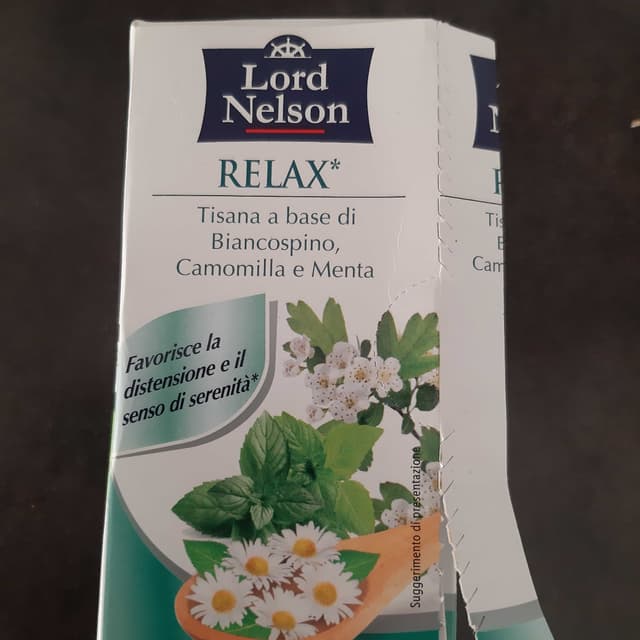 Lord
Nelson
RELAX*
Tisana a base di
Biancospino,
Camomilla e Menta
Favorisce la
distensione e il
senso di serenità*
Suggerimento di presentazione
Cam